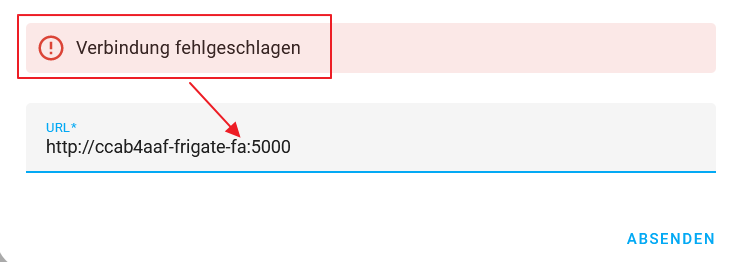 Verbindung fehlgeschlagen
URL*
http://ccab4aaf-frigate-fa:5000
ABSENDEN